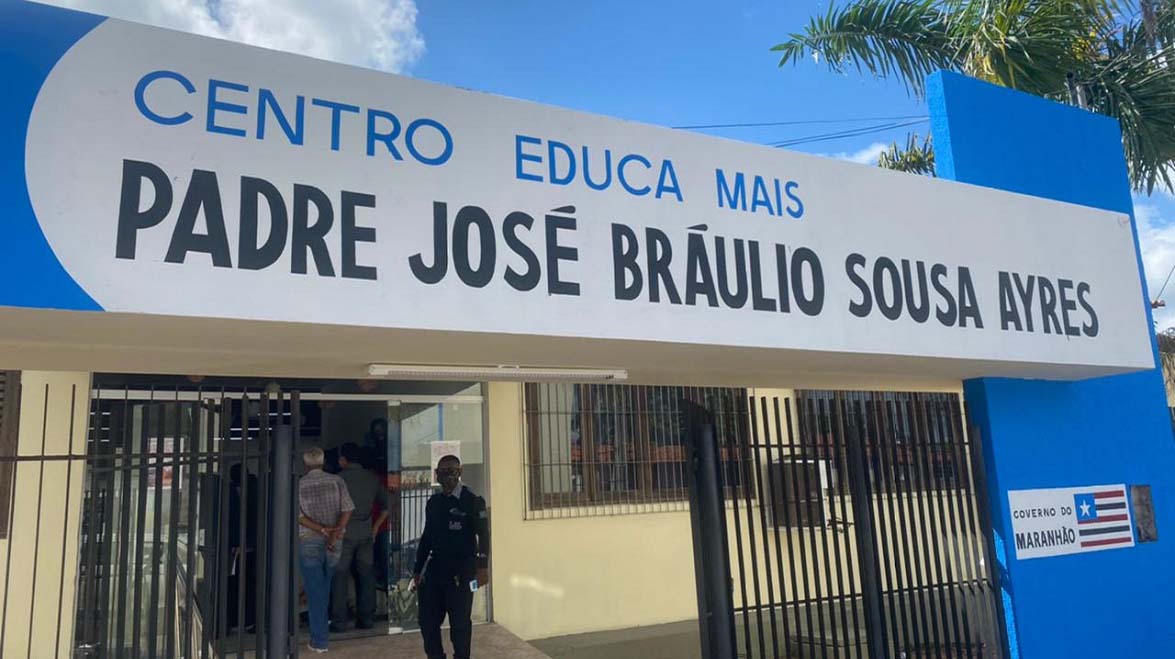 CENTRO EDUCA MAIS
PADRE JOSÉ BRÁULIO SOUSA AYRES
GOVERNO DO
MARANHÃO